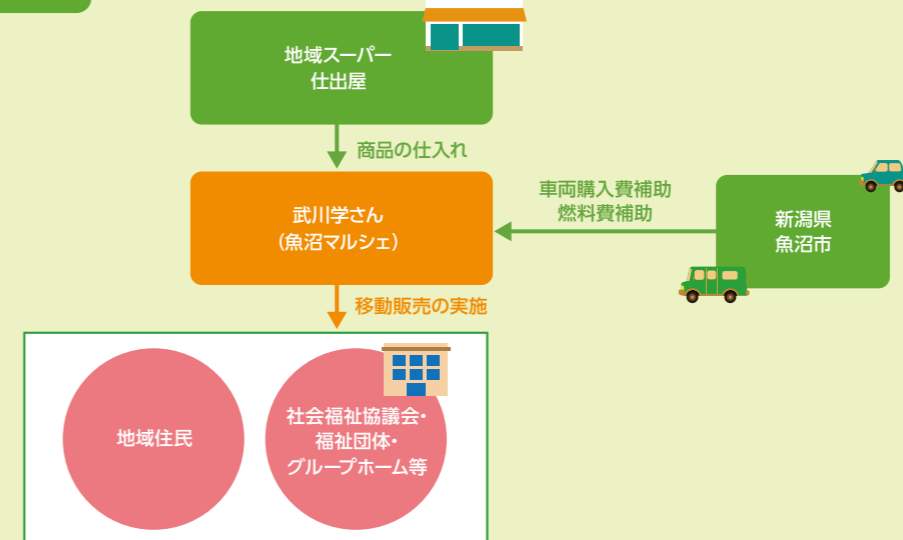 地域スーパー
仕出屋
商品の仕入れ
武川学さん
（魚沼マルシェ）
車両購入費補助
燃料費補助
新潟県
魚沼市
移動販売の実施
地域住民
社会福祉協議会・
福祉団体・
グループホーム等